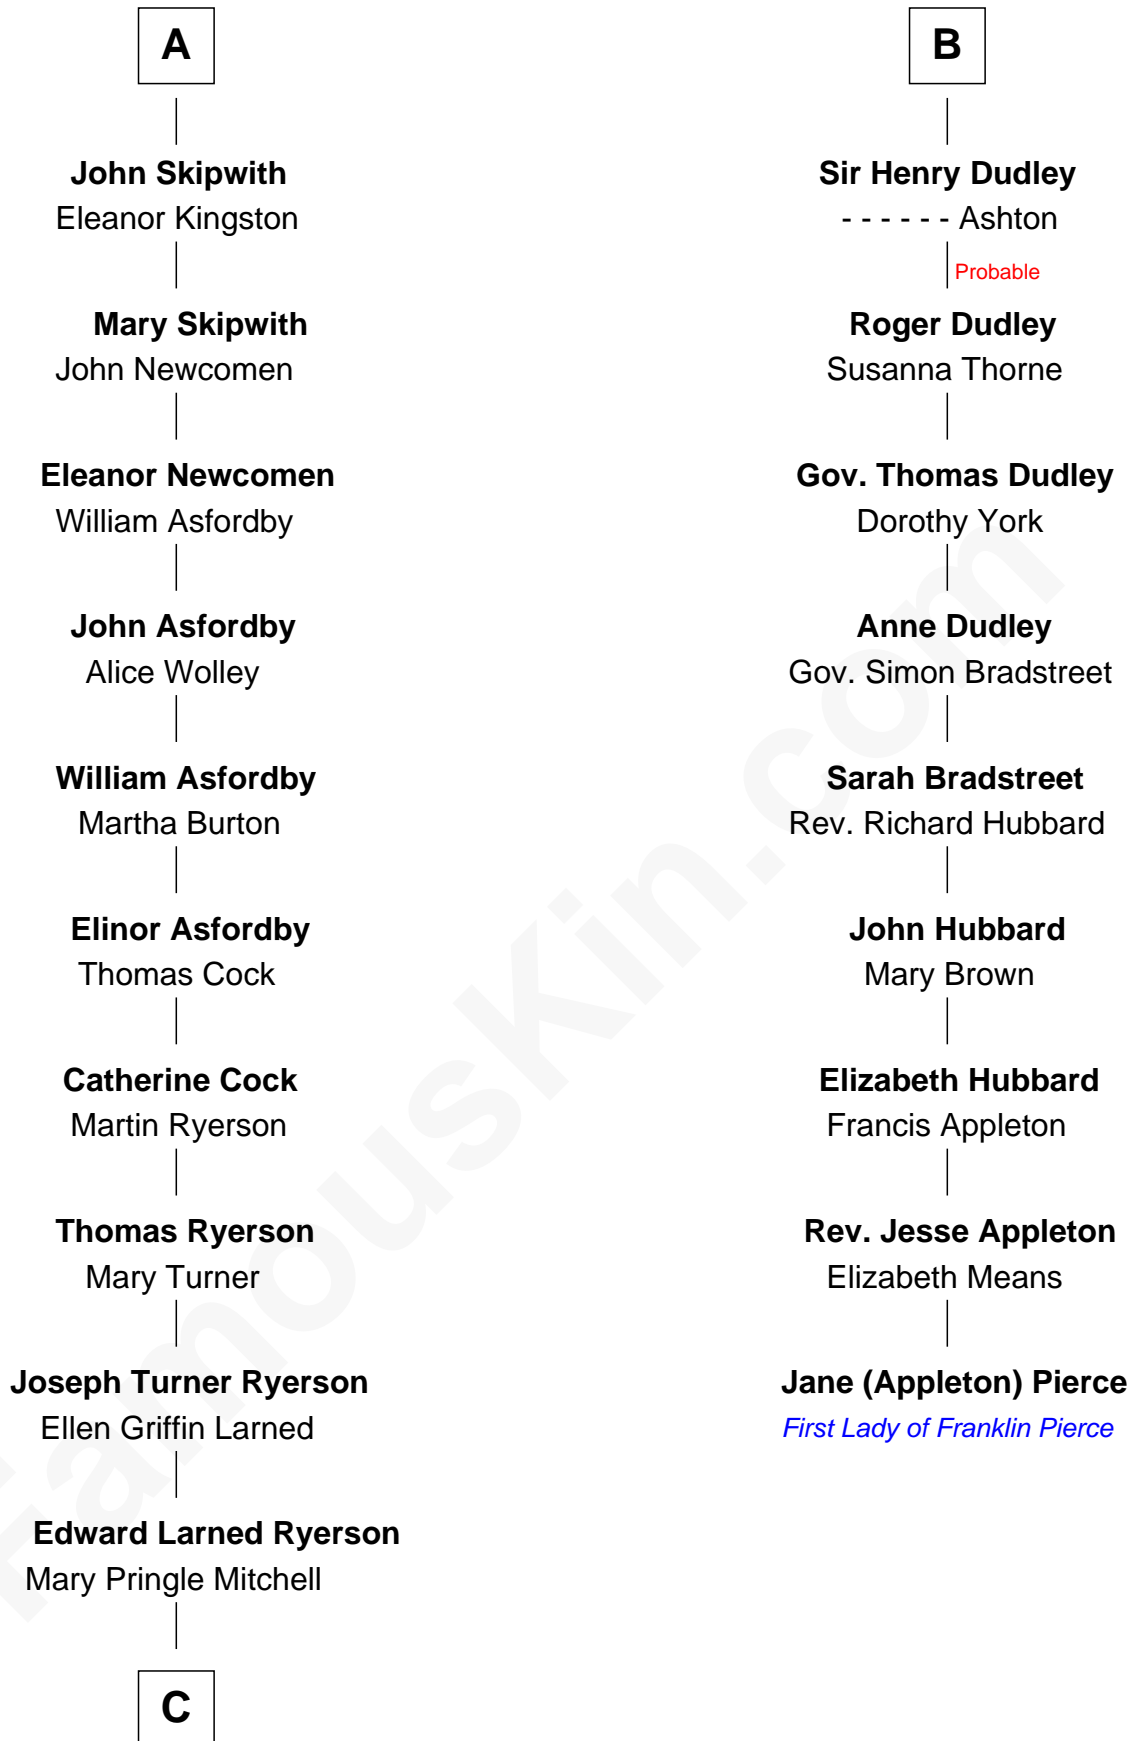 A
John Skipwith
Eleanor Kingston
Mary Skipwith
John Newcomen
Eleanor Newcomen
William Asfordby
John Asfordby
Alice Wolley
William Asfordby
Martha Burton
Elinor Asfordby
Thomas Cock
Catherine Cock
Martin Ryerson
Thomas Ryerson
Mary Turner
Joseph Turner Ryerson
Ellen Griffin Larned
Edward Larned Ryerson
Mary Pringle Mitchell
C
B
Sir Henry Dudley
- - - - - - Ashton
Probable
Roger Dudley
Susanna Thorne
Gov. Thomas Dudley
Dorothy York
Anne Dudley
Gov. Simon Bradstreet
Sarah Bradstreet
Rev. Richard Hubbard
John Hubbard
Mary Brown
Elizabeth Hubbard
Francis Appleton
Rev. Jesse Appleton
Elizabeth Means
Jane (Appleton) Pierce
First Lady of Franklin Pierce
FamousKin.com